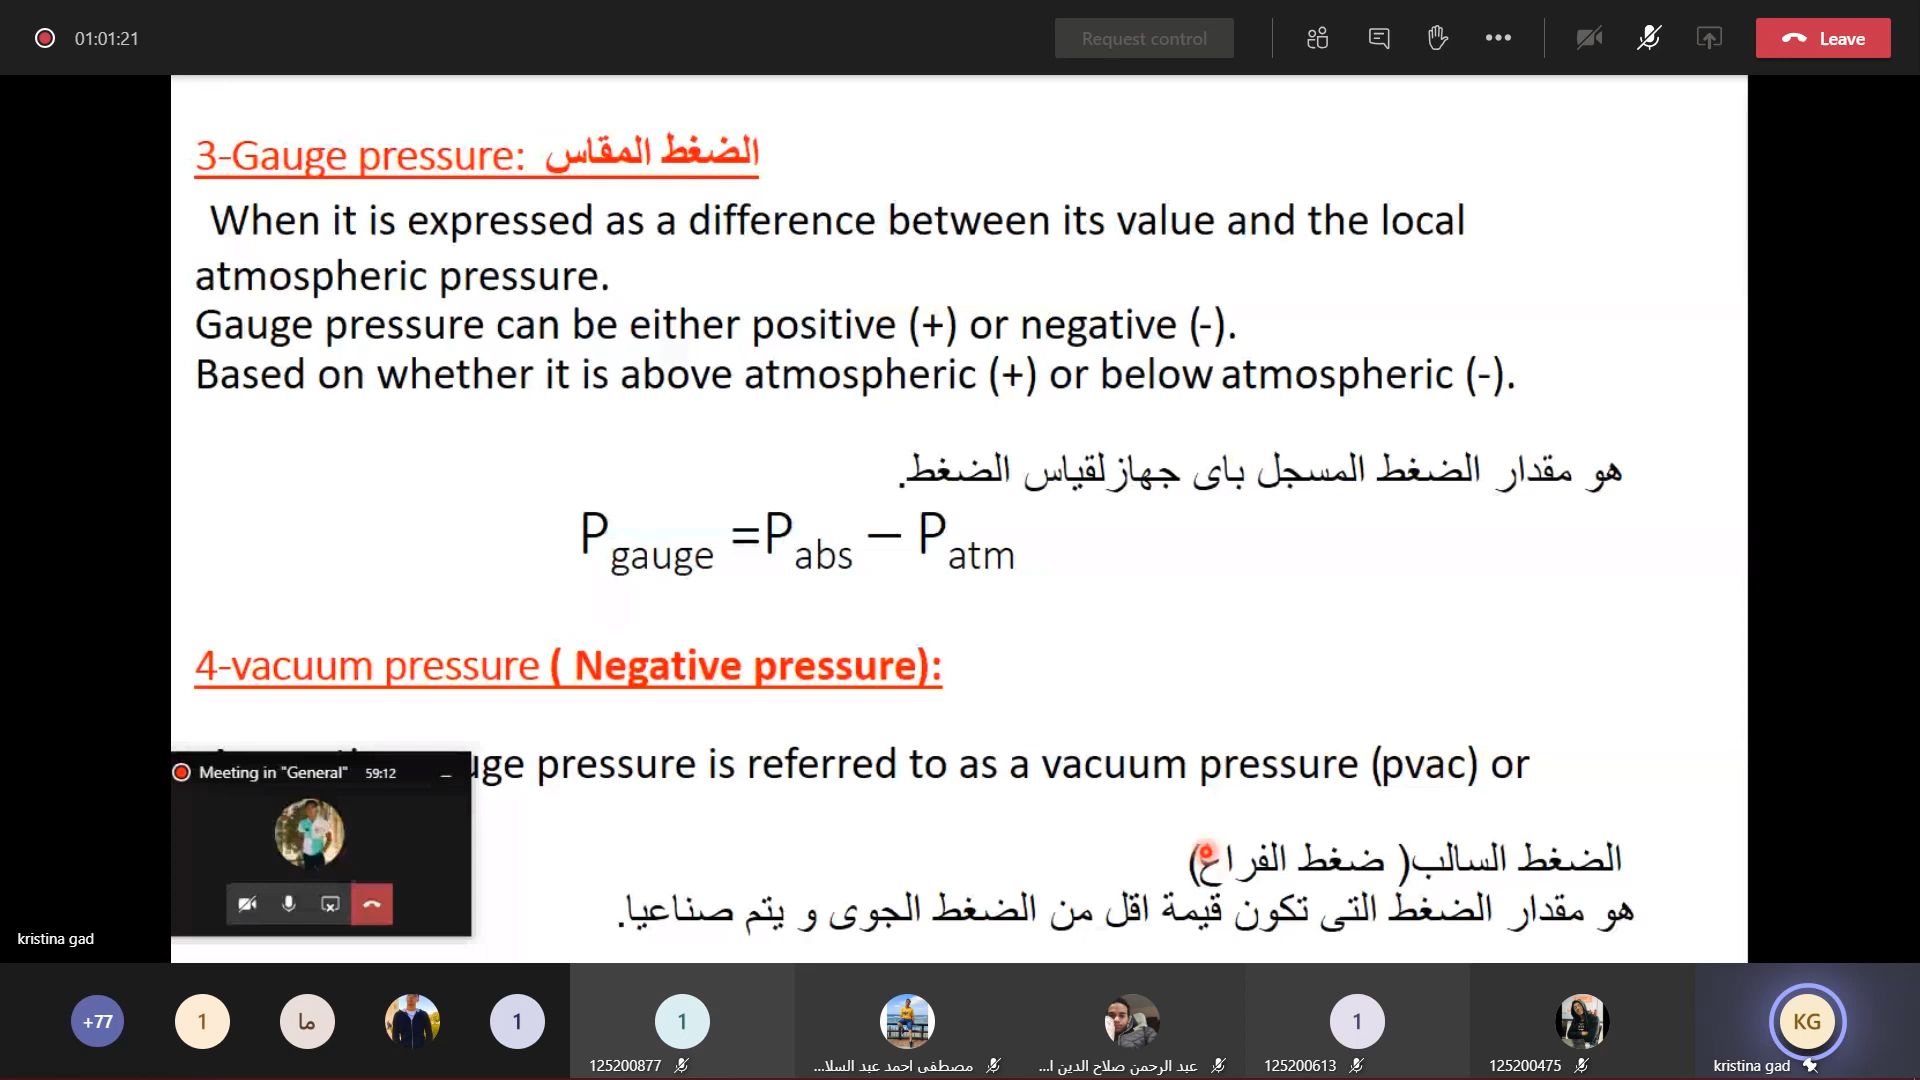 01:01:21
Request control
Leave
3-Gauge pressure: الضغط المقاس
When it is expressed as a difference between its value and the local
atmospheric pressure.
Gauge pressure can be either positive (+) or negative (-).
Based on whether it is above atmospheric (+) or below atmospheric (-).
هو مقدار الضغط المسجل باى جهازلقياس الضغط.
Pgauge =Pabs – Patm
4-vacuum pressure ( Negative pressure):
pressure is referred to as a vacuum pressure (pvac) or
Meeting in "General" 59:12
الضغط السالب( ضغط الفراغ)
هو مقدار الضغط التى تكون قيمة اقل من الضغط الجوى و يتم صناعيا.
kristina gad
+77
1
ما
1
1
125200877
مصطفى احمد عبد السلا...
عبد الرحمن صلاح الدين ا...
1
125200613
125200475
KG
kristina gad